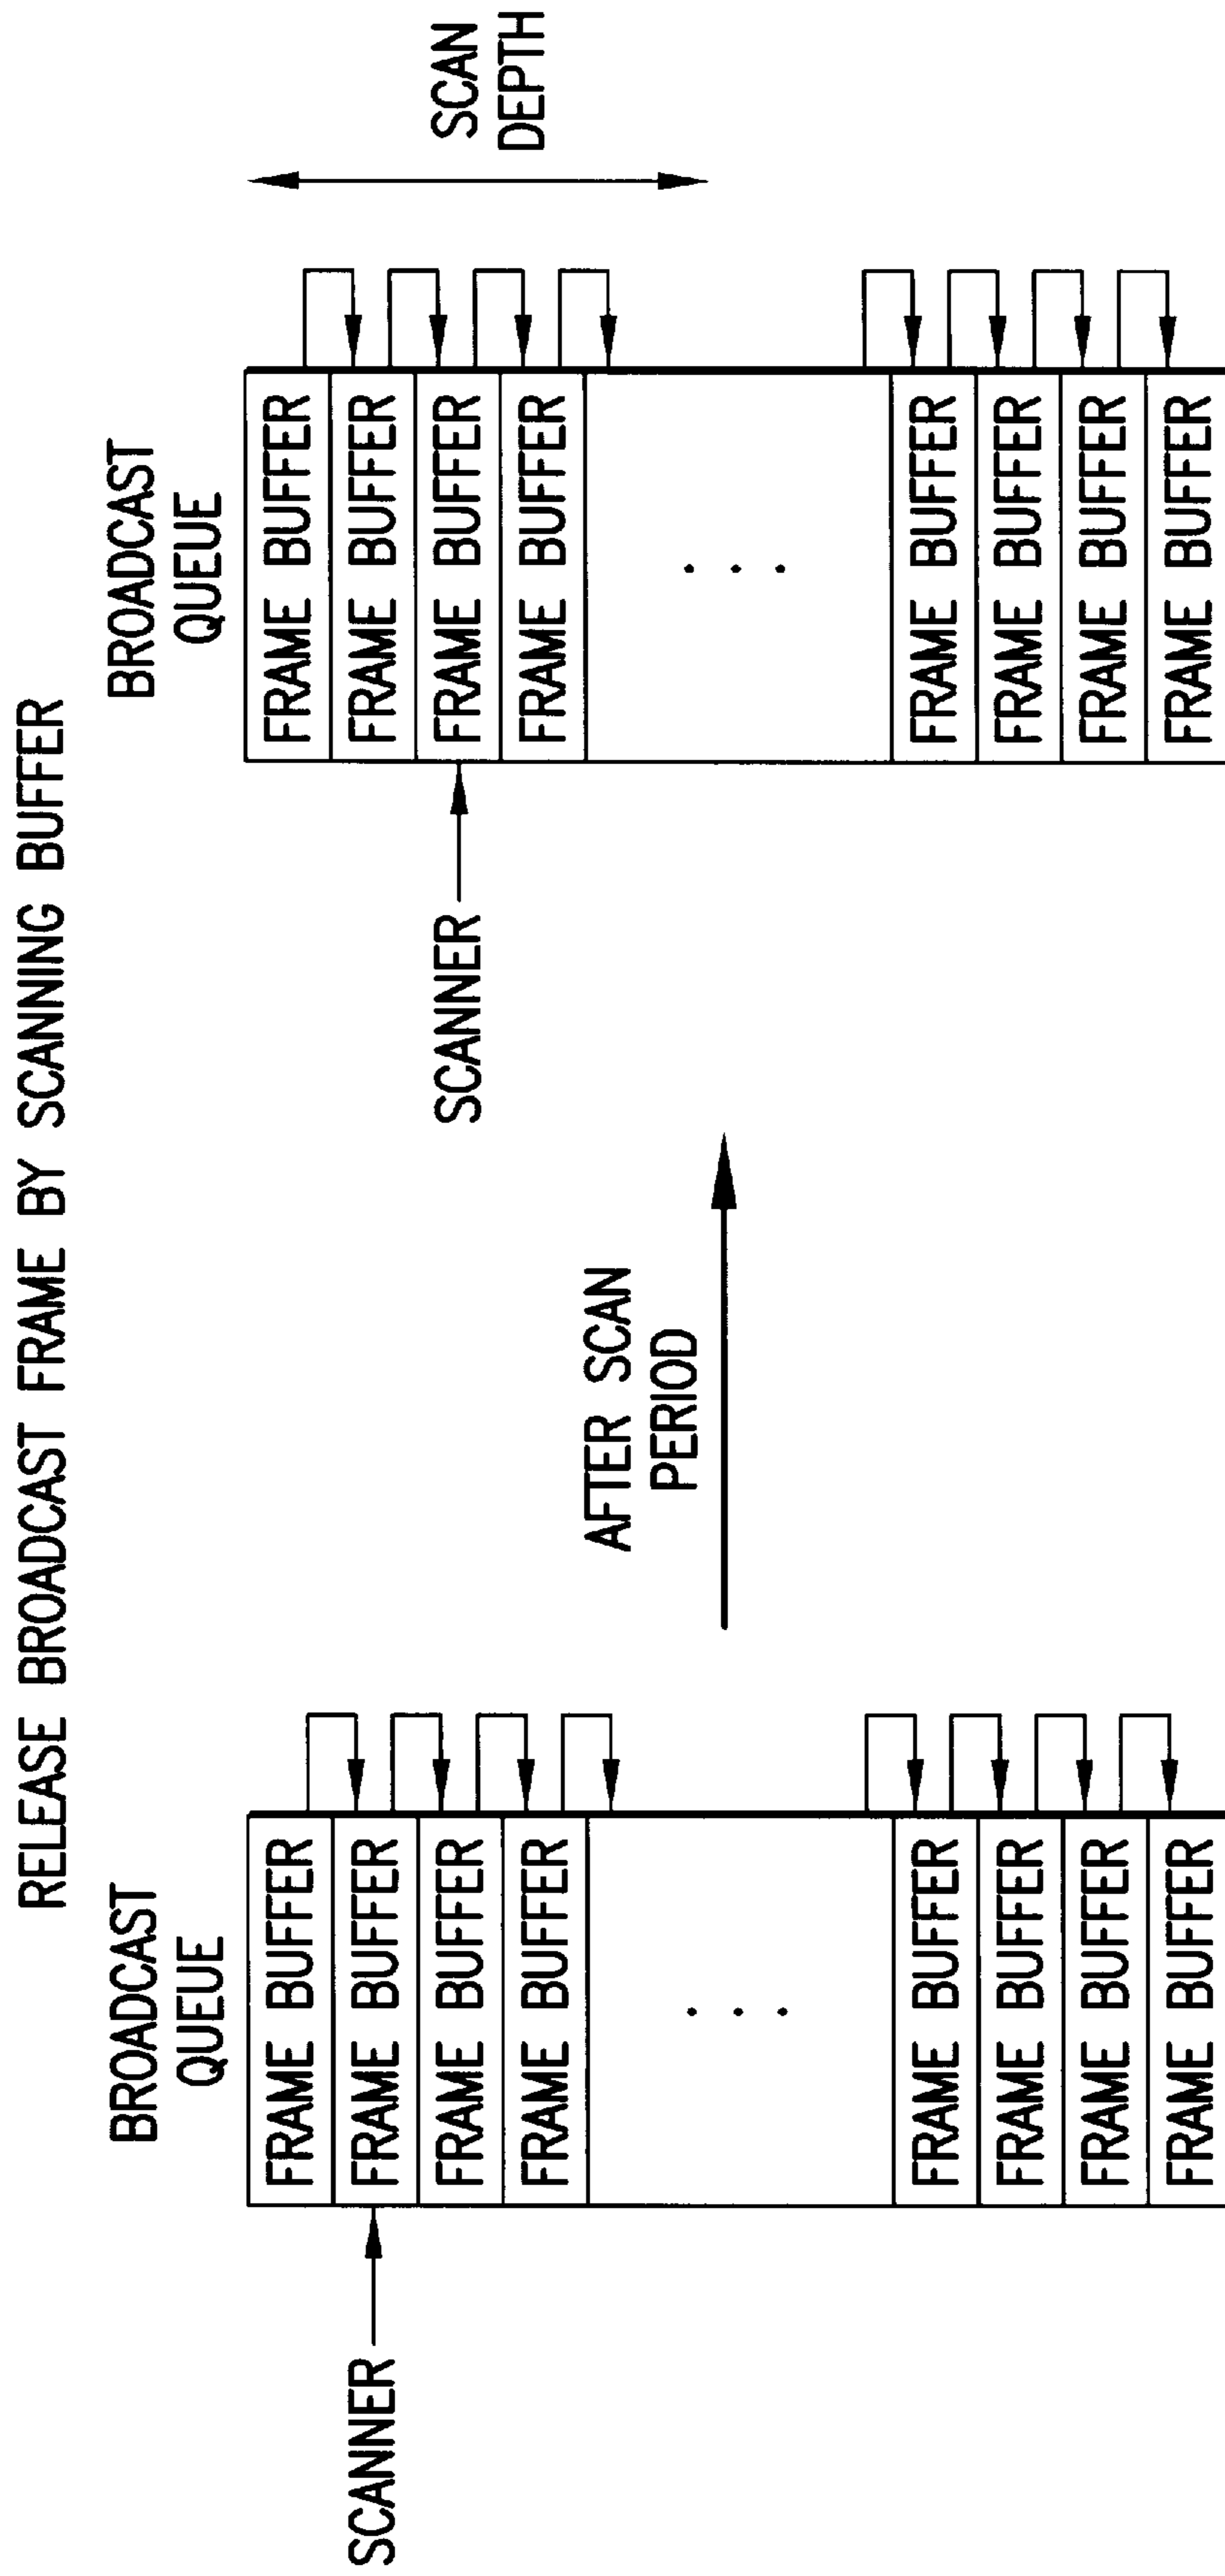 RELEASE BROADCAST FRAME BY SCANNING BUFFER
BROADCAST
QUEUE
SCANNER
FRAME BUFFER
FRAME BUFFER
FRAME BUFFER
FRAME BUFFER
. . .
FRAME BUFFER
FRAME BUFFER
FRAME BUFFER
FRAME BUFFER
AFTER SCAN
PERIOD
BROADCAST
QUEUE
SCANNER
FRAME BUFFER
FRAME BUFFER
FRAME BUFFER
FRAME BUFFER
. . .
FRAME BUFFER
FRAME BUFFER
FRAME BUFFER
FRAME BUFFER
SCAN
DEPTH